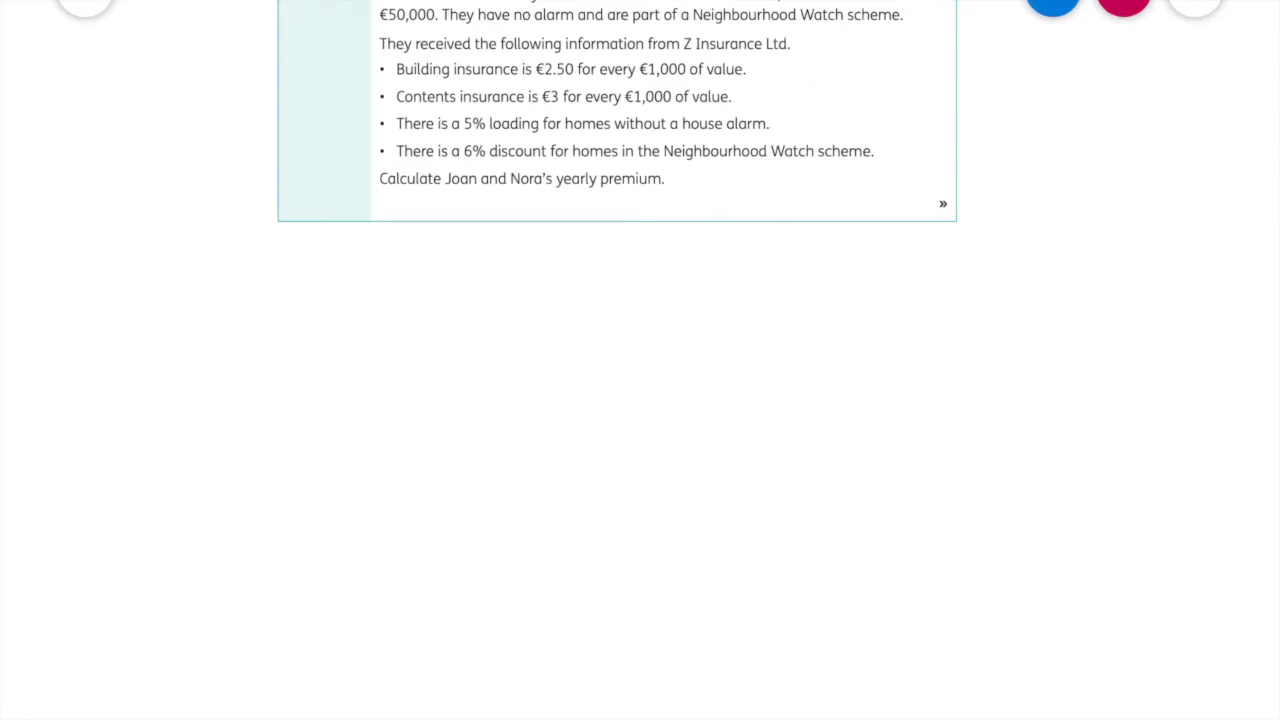 €50,000. They have no alarm and are part of a Neighbourhood Watch scheme.
They received the following information from Z Insurance Ltd.
• Building insurance is €2.50 for every €1,000 of value.
• Contents insurance is €3 for every €1,000 of value.
• There is a 5% loading for homes without a house alarm.
• There is a 6% discount for homes in the Neighbourhood Watch scheme.
Calculate Joan and Nora’s yearly premium.
»